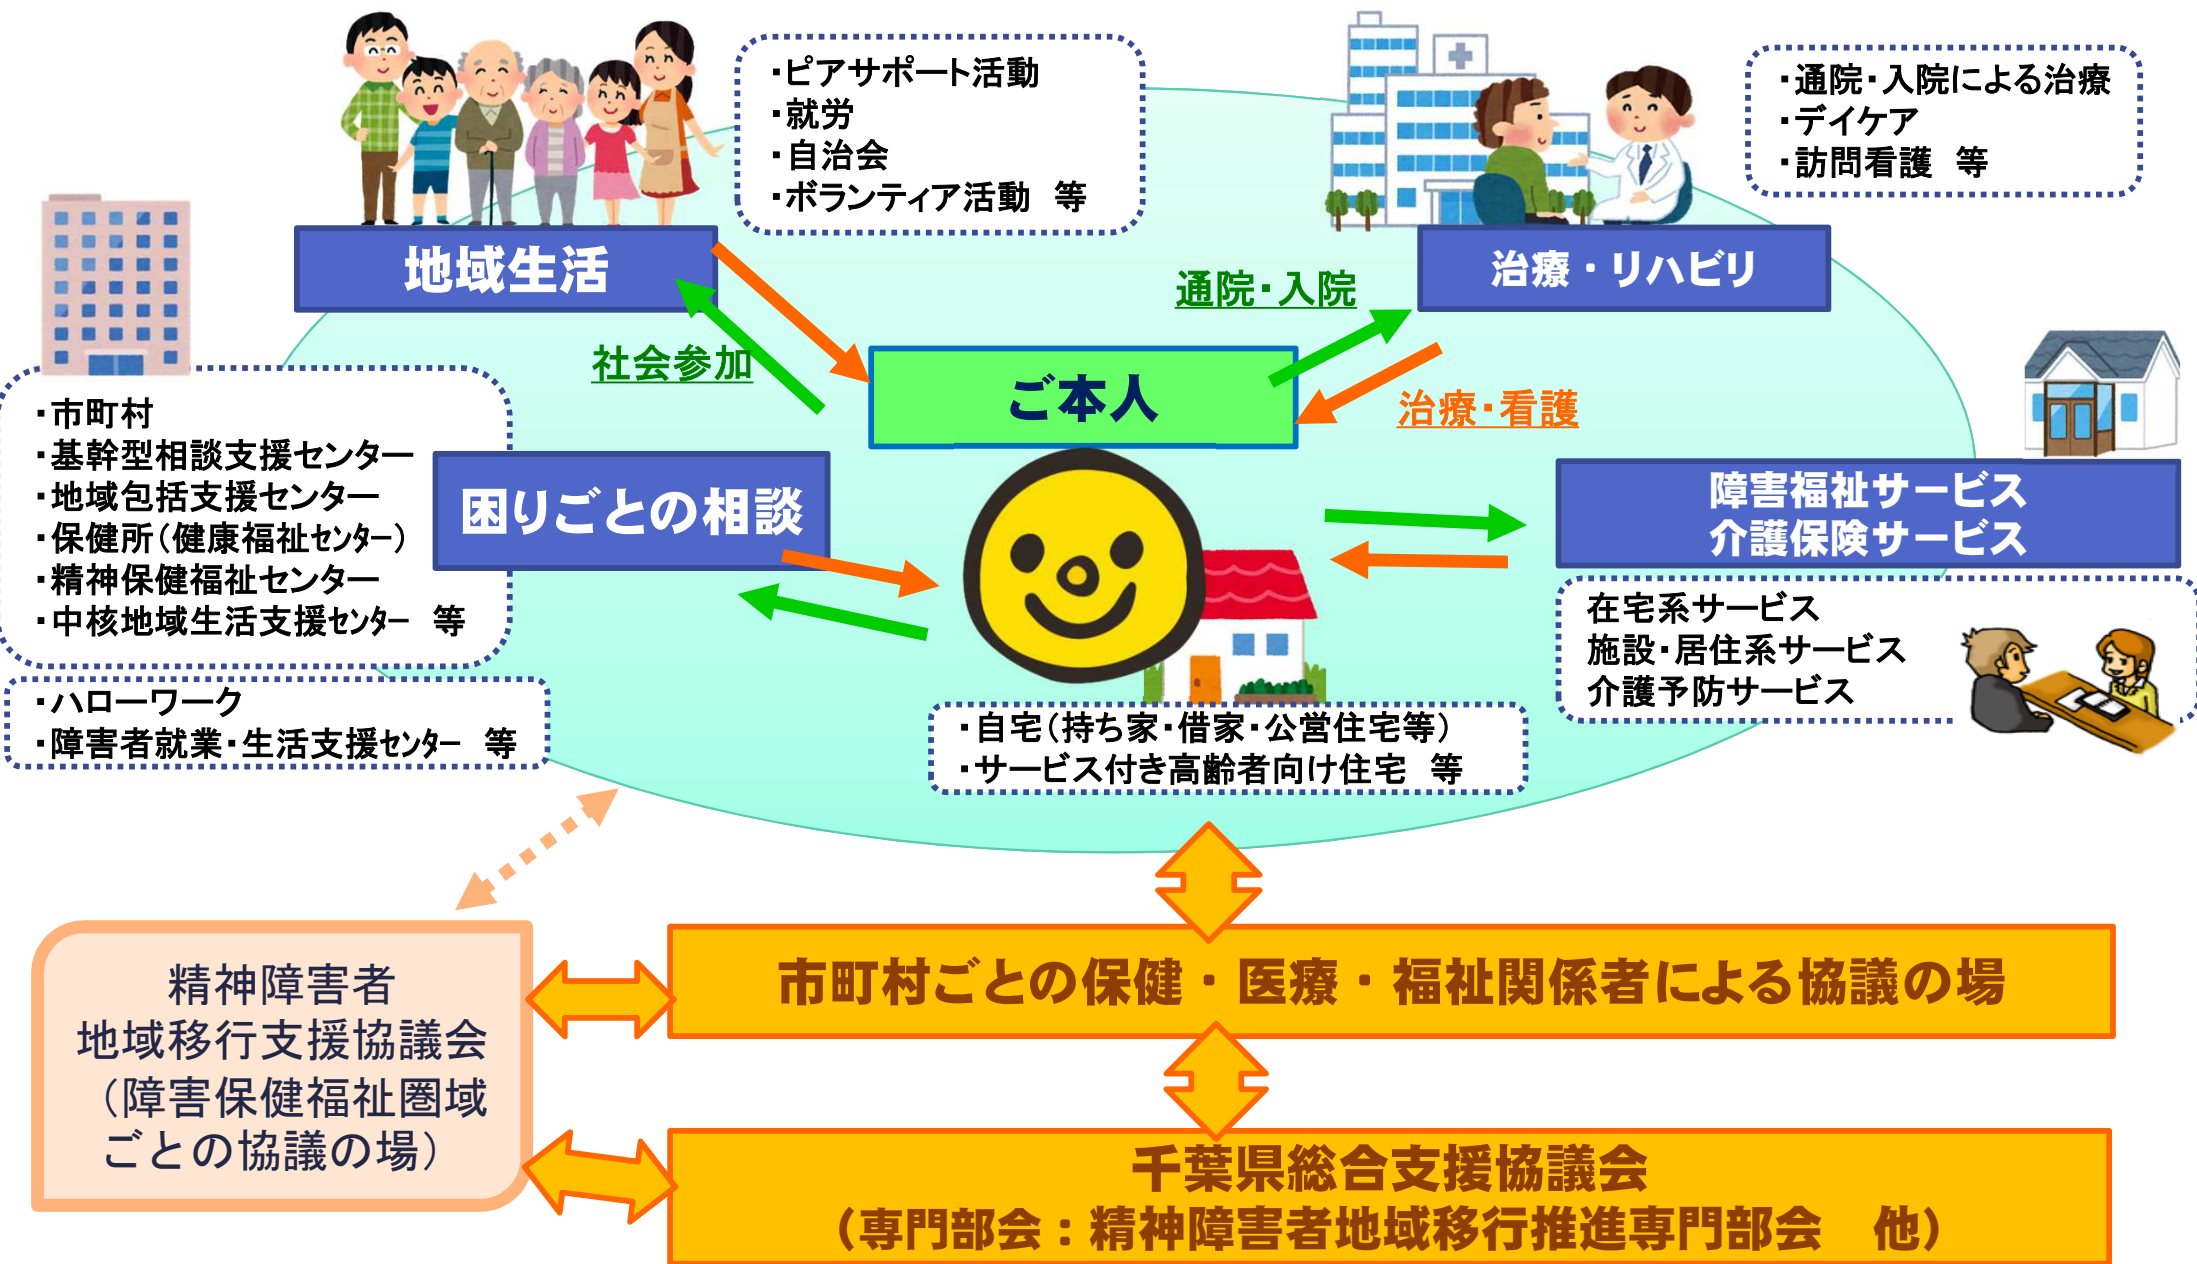 ・ピアサポート活動
・就労
・自治会
・ボランティア活動　等
・通院・入院による治療
・デイケア
・訪問看護　等
地域生活
治療・リハビリ
通院・入院
社会参加
ご本人
治療・看護
・市町村
・基幹型相談支援センター
・地域包括支援センター
・保健所（健康福祉センター）
・精神保健福祉センター
・中核地域生活支援センター　等
困りごとの相談
障害福祉サービス
介護保険サービス
在宅系サービス
施設・居住系サービス
介護予防サービス
・ハローワーク
・障害者就業・生活支援センター　等
・自宅（持ち家・借家・公営住宅等）
・サービス付き高齢者向け住宅　等
精神障害者
地域移行支援協議会
（障害保健福祉圏域
ごとの協議の場）
市町村ごとの保健・医療・福祉関係者による協議の場
千葉県総合支援協議会
（専門部会：精神障害者地域移行推進専門部会　他）